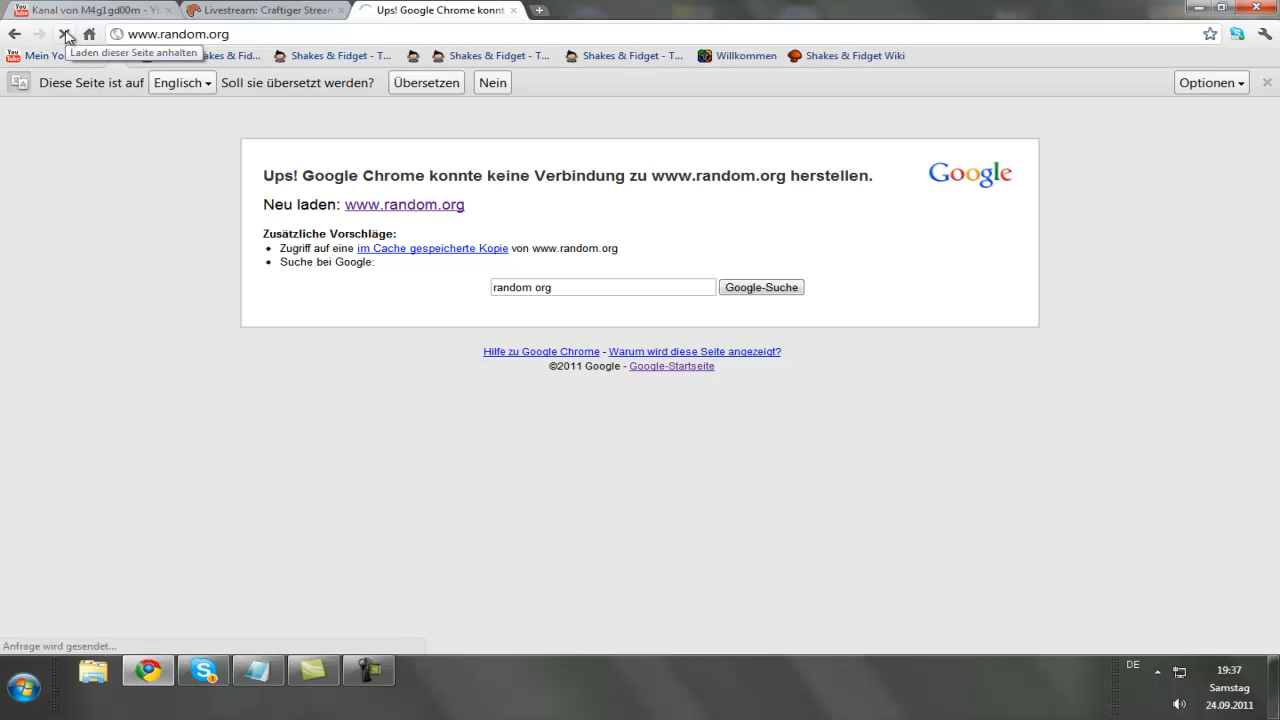 Kanal von M4g1gd00m - Yo
Livestream: Craftiger Stream
Ups! Google Chrome konnt
www.random.org
Laden dieser Seite anhalten
Mein Yo
akes & Fid...
Shakes & Fidget - T...
Shakes & Fidget - T...
Shakes & Fidget - T...
Willkommen
Shakes & Fidget Wiki
Diese Seite ist auf Englisch Soll sie übersetzt werden? Übersetzen Nein Optionen
Ups! Google Chrome konnte keine Verbindung zu www.random.org herstellen.
Google
Neu laden: www.random.org
Zusätzliche Vorschläge:
Zugriff auf eine im Cache gespeicherte Kopie von www.random.org
Suche bei Google:
random org Google-Suche
Hilfe zu Google Chrome - Warum wird diese Seite angezeigt?
©2011 Google - Google-Startseite
Anfrage wird gesendet...
DE
19:37
Samstag
24.09.2011